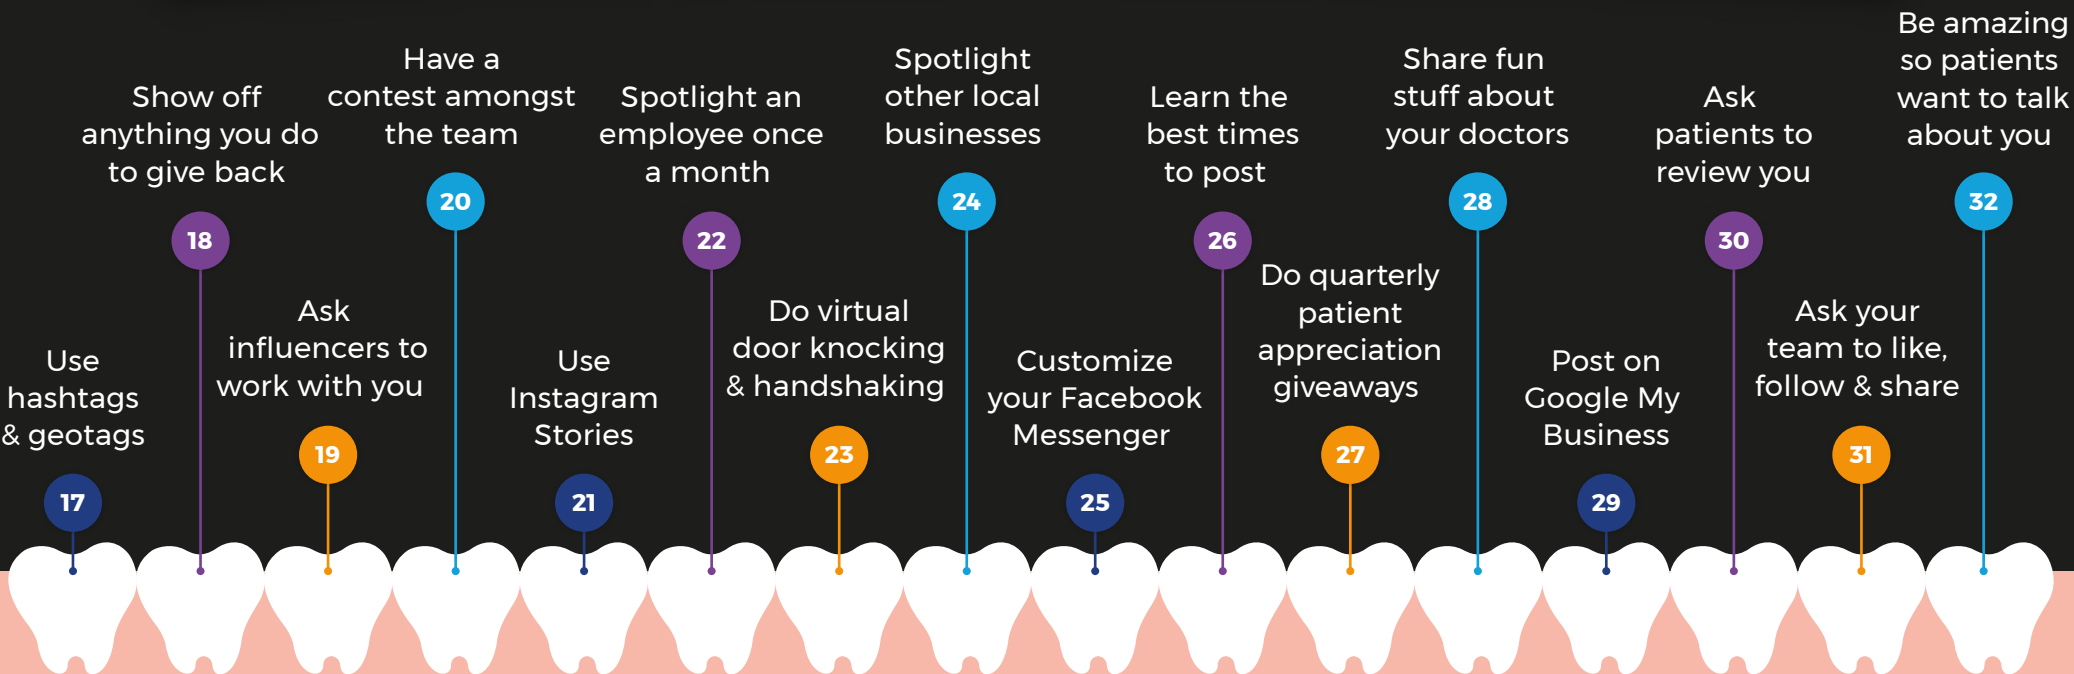 Use
hashtags
& geotags
17
Show off
anything you do
to give back
18
Ask
influencers to
work with you
19
Have a
contest amongst
the team
20
Use
Instagram
Stories
21
Spotlight an
employee once
a month
22
Do virtual
door knocking
& handshaking
23
Spotlight
other local
businesses
24
Customize
your Facebook
Messenger
25
Learn the
best times
to post
26
Do quarterly
patient
appreciation
giveaways
27
Share fun
stuff about
your doctors
28
Post on
Google My
Business
29
Ask
patients to
review you
30
Ask your
team to like,
follow & share
31
Be amazing
so patients
want to talk
about you
32